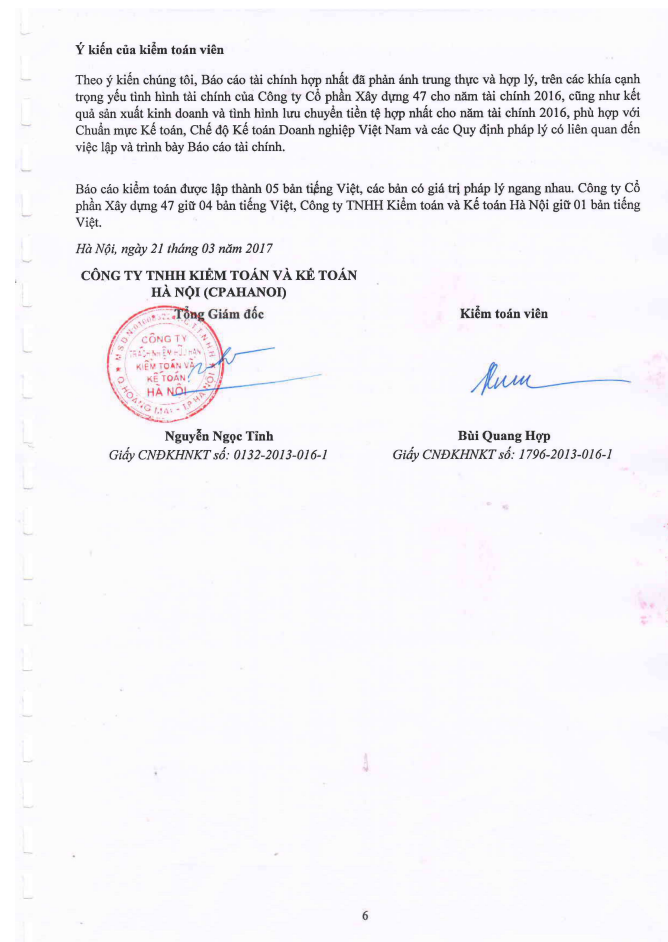 Ý kiến của kiểm toán viên
Theo ý kiến chúng tôi, Báo cáo tài chính hợp nhất đã phản ánh trung thực và hợp lý, trên các khía cạnh
trọng yếu tình hình tài chính của Công ty Cổ phần Xây dựng 47 cho năm tài chính 2016, cũng như kết
quả sản xuất kinh doanh và tình hình lưu chuyển tiền tệ hợp nhất cho năm tài chính 2016, phù hợp với
Chuẩn mực Kế toán, Chế độ Kế toán Doanh nghiệp Việt Nam và các Quy định pháp lý có liên quan đến
việc lập và trình bày Báo cáo tài chính.
Báo cáo kiểm toán được lập thành 05 bản tiếng Việt, các bản có giá trị pháp lý ngang nhau. Công ty Cổ
phần Xây dựng 47 giữ 04 bản tiếng Việt, Công ty TNHH Kiểm toán và Kế toán Hà Nội giữ 01 bản tiếng
Việt.
Hà Nội, ngày 21 tháng 03 năm 2017
CÔNG TY TNHH KIỂM TOÁN VÀ KẾ TOÁN
HÀ NỘI (CPAHANOI)
Tổng Giám đốc
Kiểm toán viên
CÔNG TY
TRÁCH NHIỆM HỮU HẠN
KIỂM TOÁN VÀ
KẾ TOÁN
HÀ NỘI
Q HOÀNG MAI - TP HÀ NỘI
Nguyễn Ngọc Tỉnh
Bùi Quang Hợp
Giấy CNĐKHNKT số: 0132-2013-016-1
Giấy CNĐKHNKT số: 1796-2013-016-1
6